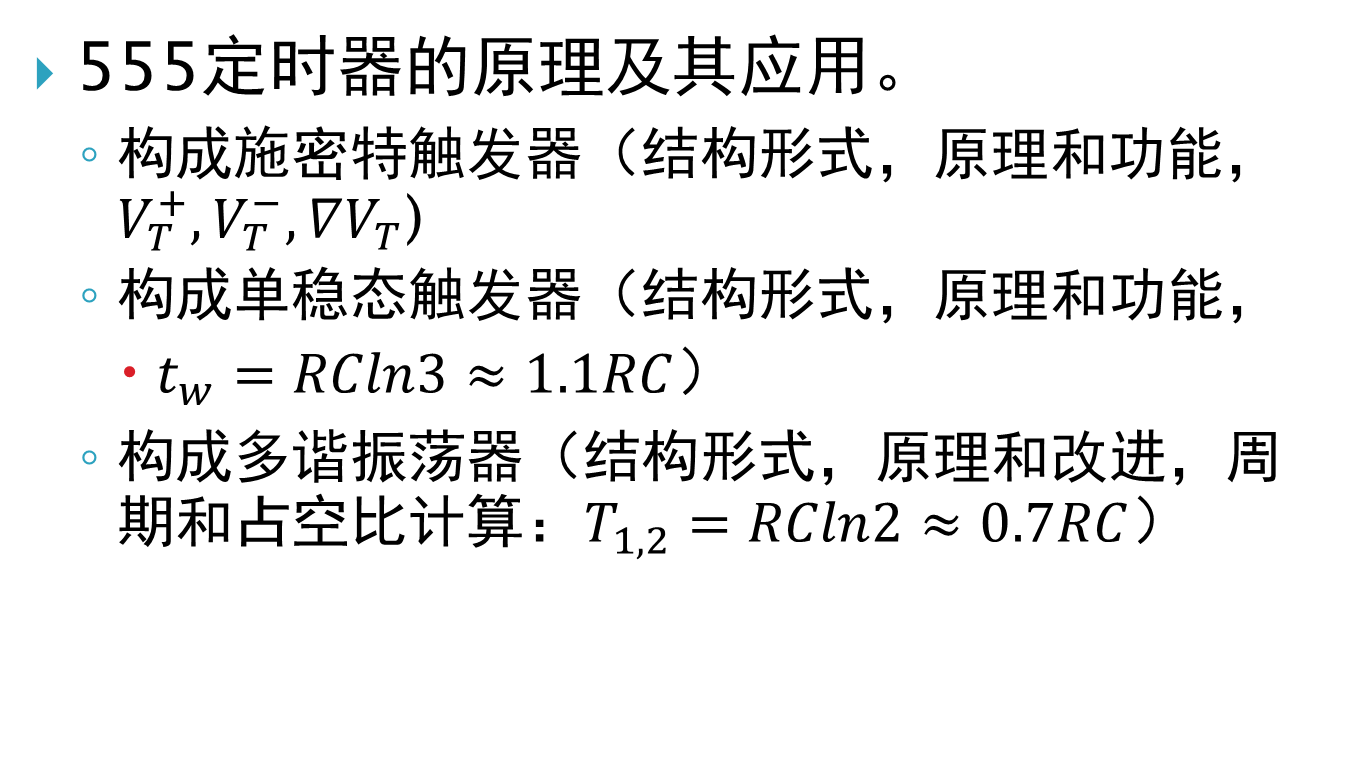 555定时器的原理及其应用。
构成施密特触发器（结构形式，原理和功能，
$V_T^+, V_T^-, \nabla V_T$)
构成单稳态触发器（结构形式，原理和功能，
$t_w = RCln3 \approx 1.1RC$）
构成多谐振荡器（结构形式，原理和改进，周
期和占空比计算：$T_{1,2} = RCln2 \approx 0.7RC$）